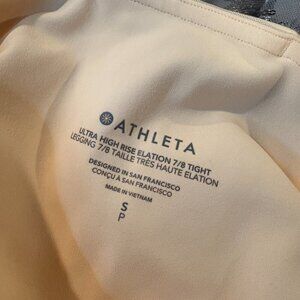 ATHLETA
ULTRA HIGH RISE ELATION 7/8 TIGHT
LEGGING 7/8 TAILLE TRÈS HAUTE ELATION
DESIGNED IN SAN FRANCISCO
CONÇU À SAN FRANCISCO
MADE IN VIETNAM
S
P